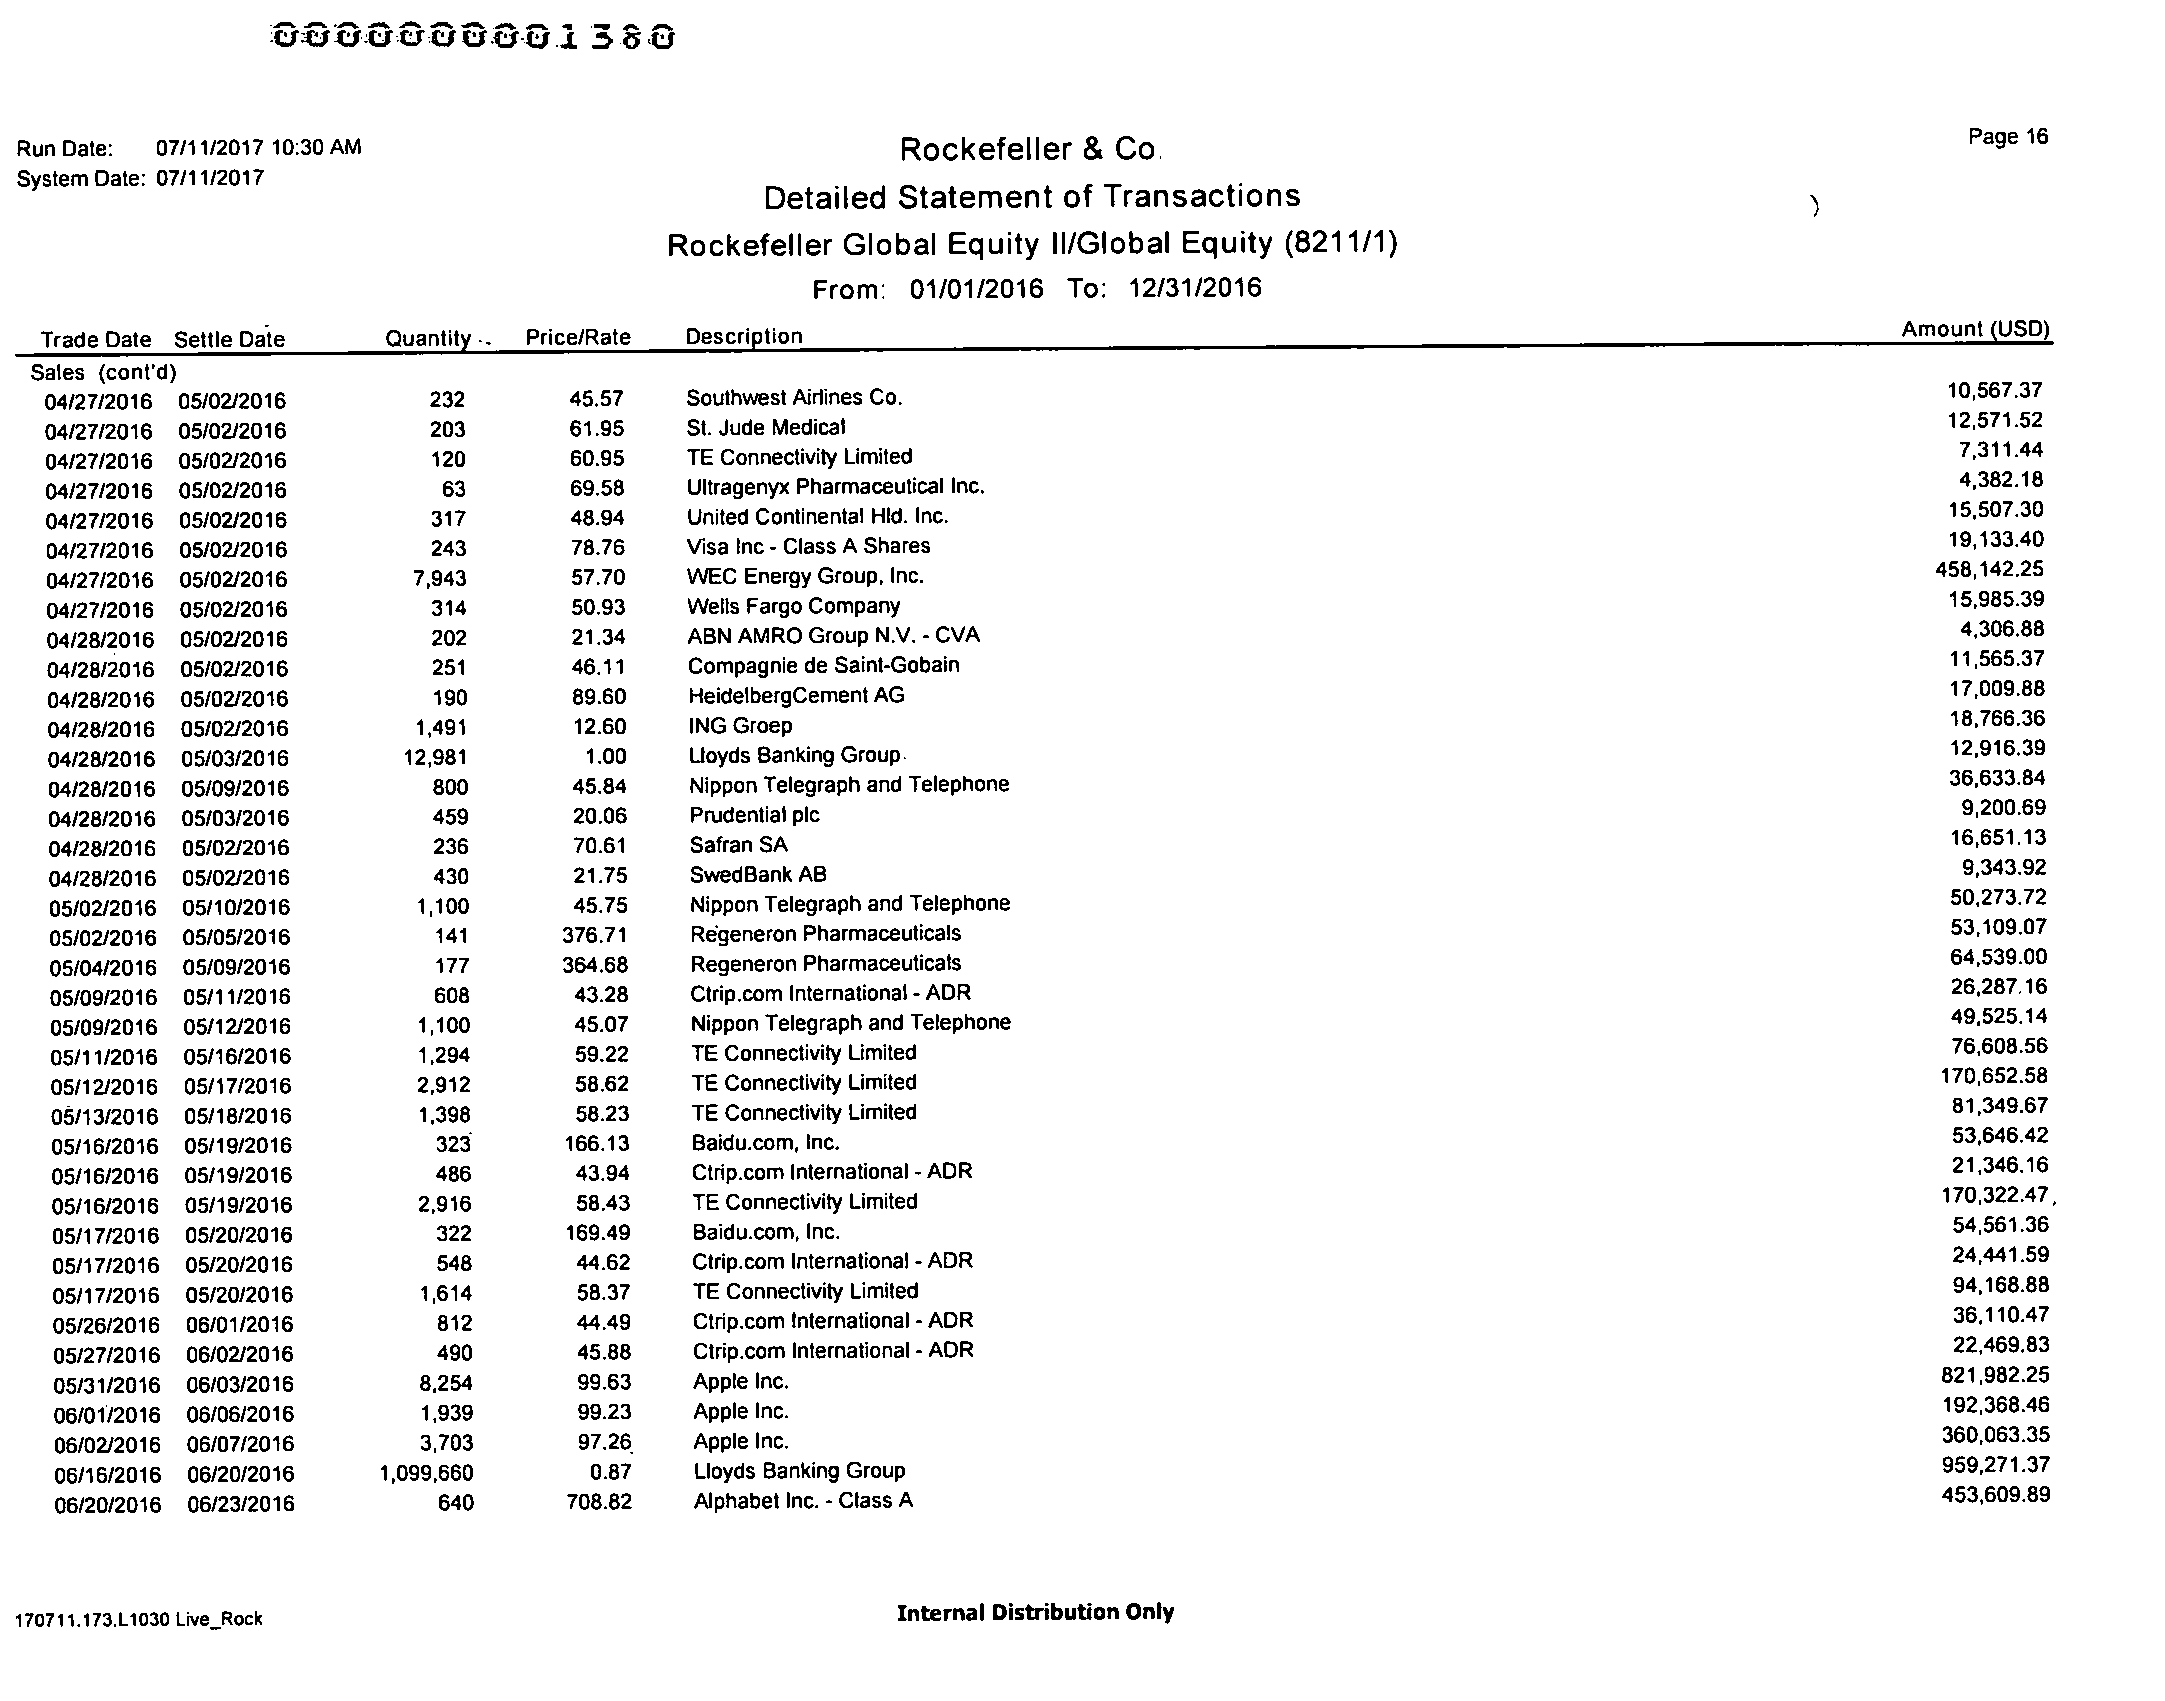 000000001380
Run Date: 07/11/2017 10:30 AM
System Date: 07/11/2017
Rockefeller & Co.
Page 16
Detailed Statement of Transactions
Rockefeller Global Equity II/Global Equity (8211/1)
From: 01/01/2016 To: 12/31/2016
Trade Date Settle Date Quantity Price/Rate Description Amount (USD)
Sales (cont'd)
04/27/2016 05/02/2016 232 45.57 Southwest Airlines Co. 10,567.37
04/27/2016 05/02/2016 203 61.95 St. Jude Medical 12,571.52
04/27/2016 05/02/2016 120 60.95 TE Connectivity Limited 7,311.44
04/27/2016 05/02/2016 63 69.58 Ultragenyx Pharmaceutical Inc. 4,382.18
04/27/2016 05/02/2016 317 48.94 United Continental Hld. Inc. 15,507.30
04/27/2016 05/02/2016 243 78.76 Visa Inc - Class A Shares 19,133.40
04/27/2016 05/02/2016 7,943 57.70 WEC Energy Group, Inc. 458,142.25
04/27/2016 05/02/2016 314 50.93 Wells Fargo Company 15,985.39
04/28/2016 05/02/2016 202 21.34 ABN AMRO Group N.V. - CVA 4,306.88
04/28/2016 05/02/2016 251 46.11 Compagnie de Saint-Gobain 11,565.37
04/28/2016 05/02/2016 190 89.60 HeidelbergCement AG 17,009.88
04/28/2016 05/02/2016 1,491 12.60 ING Groep 18,766.36
04/28/2016 05/03/2016 12,981 1.00 Lloyds Banking Group 12,916.39
04/28/2016 05/09/2016 800 45.84 Nippon Telegraph and Telephone 36,633.84
04/28/2016 05/03/2016 459 20.06 Prudential plc 9,200.69
04/28/2016 05/02/2016 236 70.61 Safran SA 16,651.13
04/28/2016 05/02/2016 430 21.75 SwedBank AB 9,343.92
05/02/2016 05/10/2016 1,100 45.75 Nippon Telegraph and Telephone 50,273.72
05/02/2016 05/05/2016 141 376.71 Regeneron Pharmaceuticals 53,109.07
05/04/2016 05/09/2016 177 364.68 Regeneron Pharmaceuticals 64,539.00
05/09/2016 05/11/2016 608 43.28 Ctrip.com International - ADR 26,287.16
05/09/2016 05/12/2016 1,100 45.07 Nippon Telegraph and Telephone 49,525.14
05/11/2016 05/16/2016 1,294 59.22 TE Connectivity Limited 76,608.56
05/12/2016 05/17/2016 2,912 58.62 TE Connectivity Limited 170,652.58
05/13/2016 05/18/2016 1,398 58.23 TE Connectivity Limited 81,349.67
05/16/2016 05/19/2016 323 166.13 Baidu.com, Inc. 53,646.42
05/16/2016 05/19/2016 486 43.94 Ctrip.com International - ADR 21,346.16
05/16/2016 05/19/2016 2,916 58.43 TE Connectivity Limited 170,322.47
05/17/2016 05/20/2016 322 169.49 Baidu.com, Inc. 54,561.36
05/17/2016 05/20/2016 548 44.62 Ctrip.com International - ADR 24,441.59
05/17/2016 05/20/2016 1,614 58.37 TE Connectivity Limited 94,168.88
05/26/2016 06/01/2016 812 44.49 Ctrip.com International - ADR 36,110.47
05/27/2016 06/02/2016 490 45.88 Ctrip.com International - ADR 22,469.83
05/31/2016 06/03/2016 8,254 99.63 Apple Inc. 821,982.25
06/01/2016 06/06/2016 1,939 99.23 Apple Inc. 192,368.46
06/02/2016 06/07/2016 3,703 97.26 Apple Inc. 360,063.35
06/16/2016 06/20/2016 1,099,660 0.87 Lloyds Banking Group 959,271.37
06/20/2016 06/23/2016 640 708.82 Alphabet Inc. - Class A 453,609.89
170711.173.L1030 Live_Rock
Internal Distribution Only